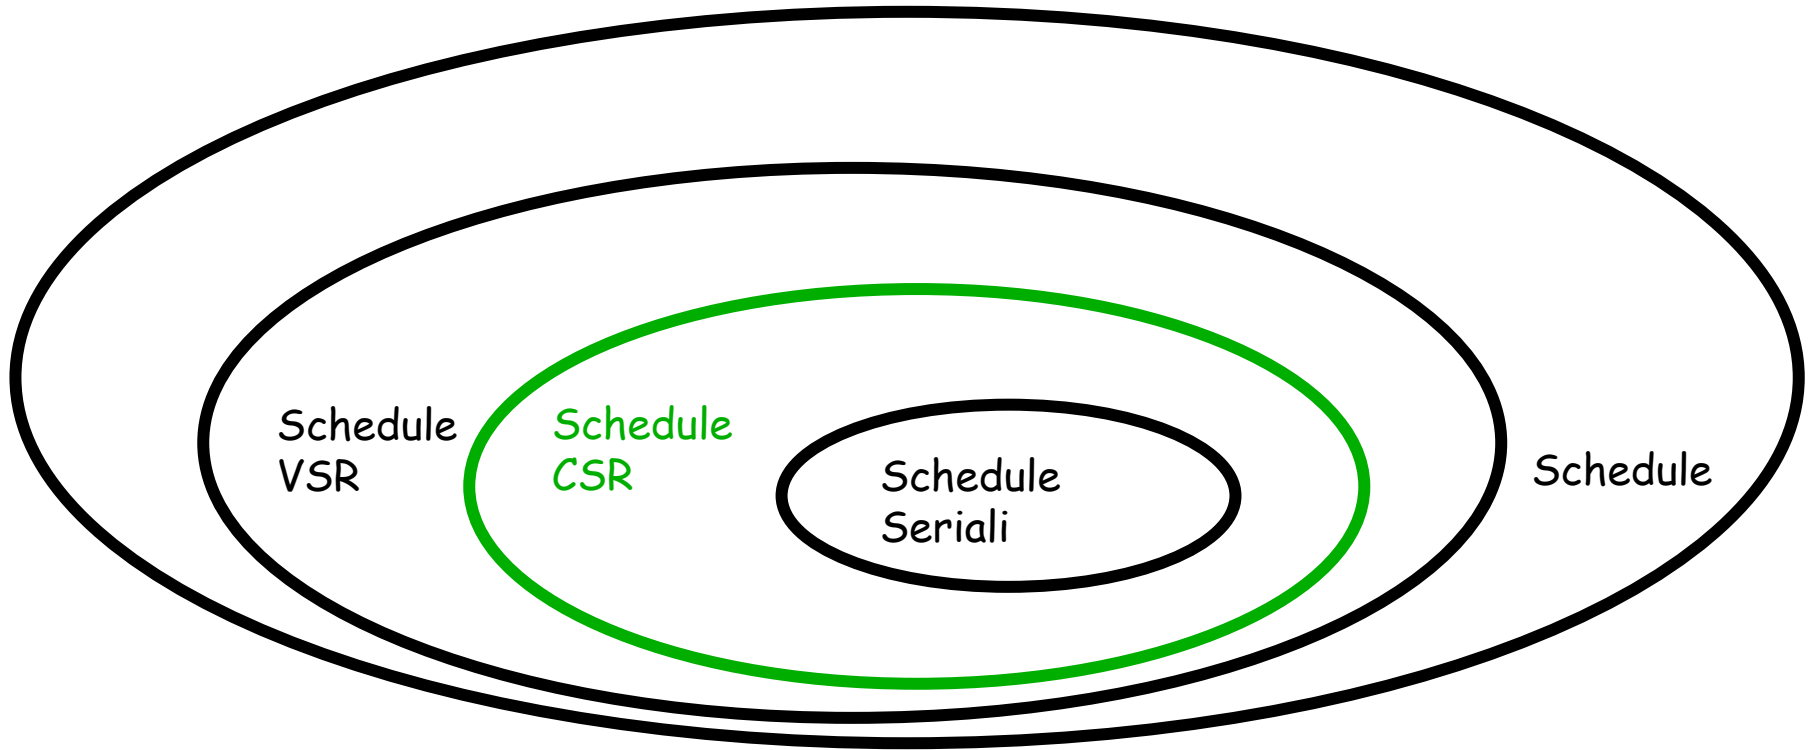 Schedule
VSR
Schedule
CSR
Schedule
Seriali
Schedule